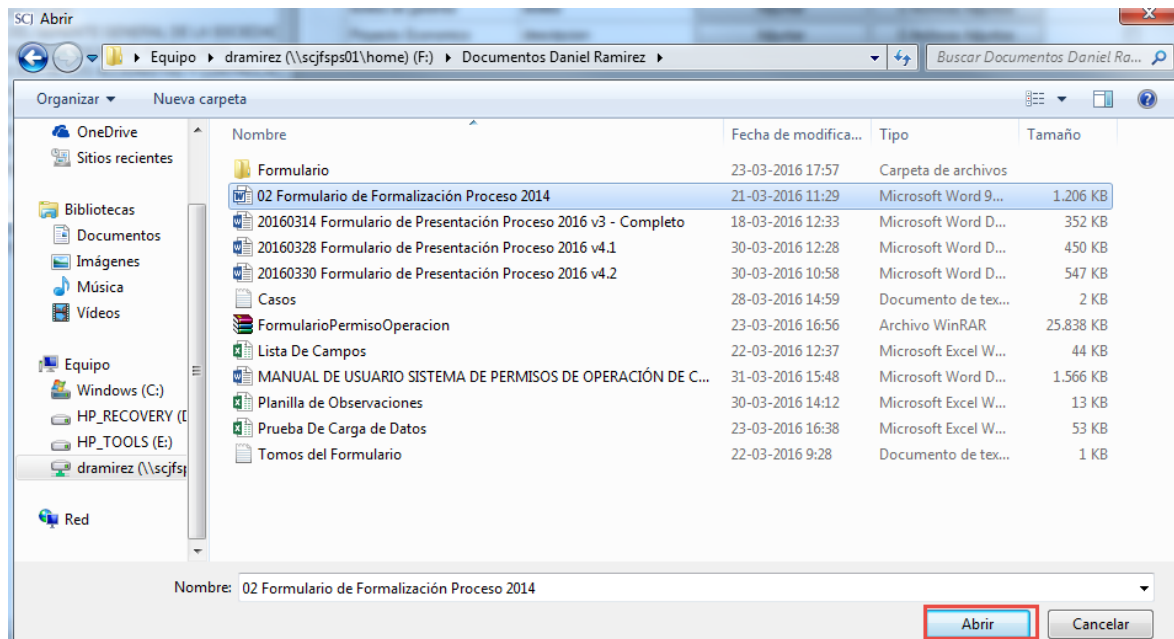 SCJ Abrir
Equipo dramirez (\\scjfsps01\home) (F:) Documentos Daniel Ramirez Buscar Documentos Daniel Ra...
Organizar Nueva carpeta
OneDrive
Sitios recientes
Bibliotecas
Documentos
Imágenes
Música
Vídeos
Equipo
Windows (C:)
HP_RECOVERY (D
HP_TOOLS (E:)
dramirez (\\scjfsp
Red
Nombre Fecha de modifica... Tipo Tamaño
Formulario 23-03-2016 17:57 Carpeta de archivos
02 Formulario de Formalización Proceso 2014 21-03-2016 11:29 Microsoft Word 9... 1.206 KB
20160314 Formulario de Presentación Proceso 2016 v3 - Completo 18-03-2016 12:33 Microsoft Word D... 352 KB
20160328 Formulario de Presentación Proceso 2016 v4.1 30-03-2016 12:28 Microsoft Word D... 450 KB
20160330 Formulario de Presentación Proceso 2016 v4.2 30-03-2016 10:58 Microsoft Word D... 547 KB
Casos 28-03-2016 14:59 Documento de tex... 2 KB
FormularioPermisoOperacion 23-03-2016 16:56 Archivo WinRAR 25.838 KB
Lista De Campos 22-03-2016 12:37 Microsoft Excel W... 44 KB
MANUAL DE USUARIO SISTEMA DE PERMISOS DE OPERACIÓN DE C... 31-03-2016 15:48 Microsoft Word D... 1.566 KB
Planilla de Observaciones 30-03-2016 14:12 Microsoft Excel W... 13 KB
Prueba De Carga de Datos 23-03-2016 16:38 Microsoft Excel W... 53 KB
Tomos del Formulario 22-03-2016 9:28 Documento de tex... 1 KB
Nombre: 02 Formulario de Formalización Proceso 2014
Abrir Cancelar